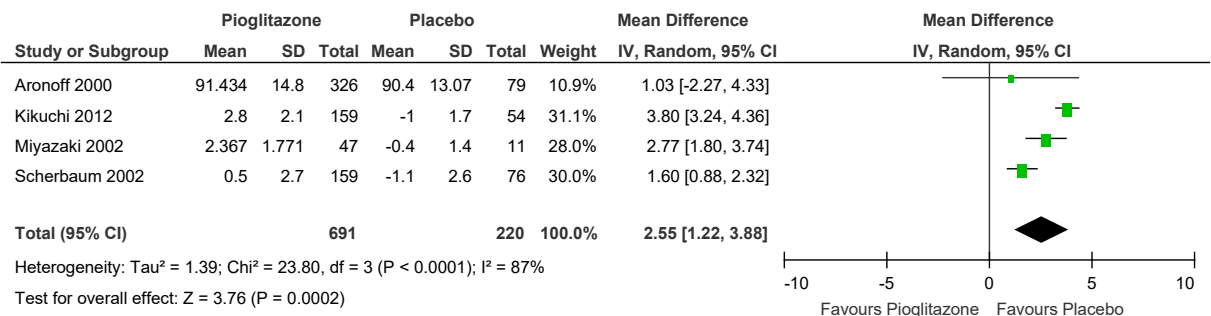 Pioglitazone Placebo Mean Difference Mean Difference
Study or Subgroup Mean SD Total Mean SD Total Weight IV, Random, 95% CI IV, Random, 95% CI
Aronoff 2000 91.434 14.8 326 90.4 13.07 79 10.9% 1.03 [-2.27, 4.33]
Kikuchi 2012 2.8 2.1 159 -1 1.7 54 31.1% 3.80 [3.24, 4.36]
Miyazaki 2002 2.367 1.771 47 -0.4 1.4 11 28.0% 2.77 [1.80, 3.74]
Scherbaum 2002 0.5 2.7 159 -1.1 2.6 76 30.0% 1.60 [0.88, 2.32]
Total (95% CI) 691 220 100.0% 2.55 [1.22, 3.88]
Heterogeneity: Tau² = 1.39; Chi² = 23.80, df = 3 (P < 0.0001); I² = 87%
Test for overall effect: Z = 3.76 (P = 0.0002)
-10 -5 0 5 10
Favours Pioglitazone Favours Placebo